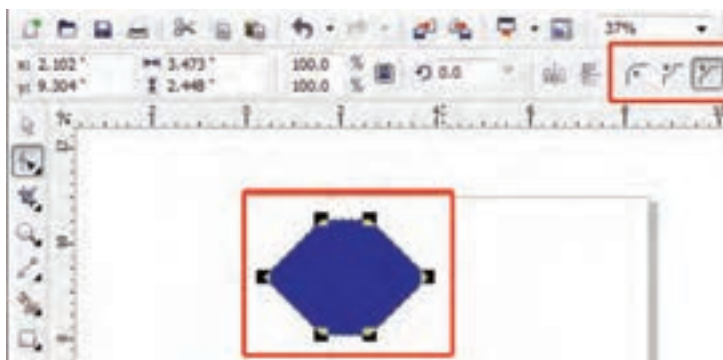 37%
x: 2.102 " 3.473 " 100.0 % 0.0 °
y: 9.304 " 2.448 " 100.0 %